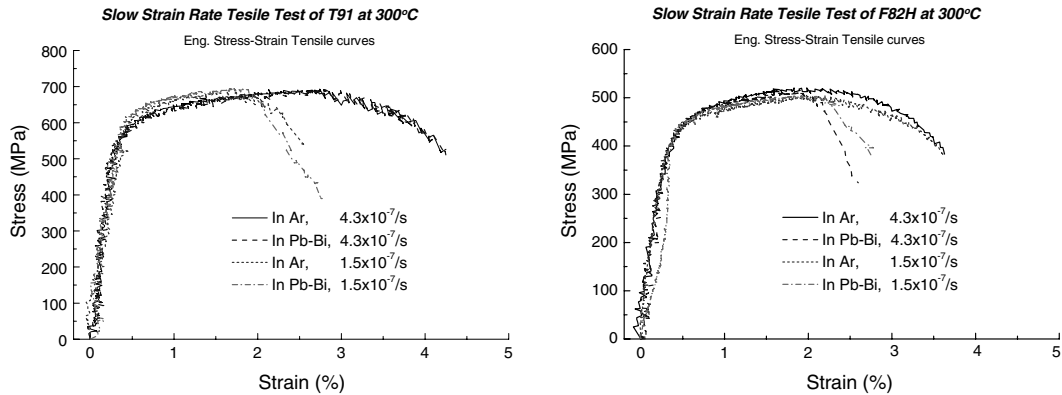 Slow Strain Rate Tesile Test of T91 at 300°C
Eng. Stress-Strain Tensile curves
800
700
600
500
400
300
200
100
0
Stress (MPa)
0 1 2 3 4 5
Strain (%)
In Ar, 4.3x10⁻⁷/s
In Pb-Bi, 4.3x10⁻⁷/s
In Ar, 1.5x10⁻⁷/s
In Pb-Bi, 1.5x10⁻⁷/s
Slow Strain Rate Tesile Test of F82H at 300°C
Eng. Stress-Strain Tensile curves
600
500
400
300
200
100
0
Stress (MPa)
0 1 2 3 4 5
Strain (%)
In Ar, 4.3x10⁻⁷/s
In Pb-Bi, 4.3x10⁻⁷/s
In Ar, 1.5x10⁻⁷/s
In Pb-Bi, 1.5x10⁻⁷/s